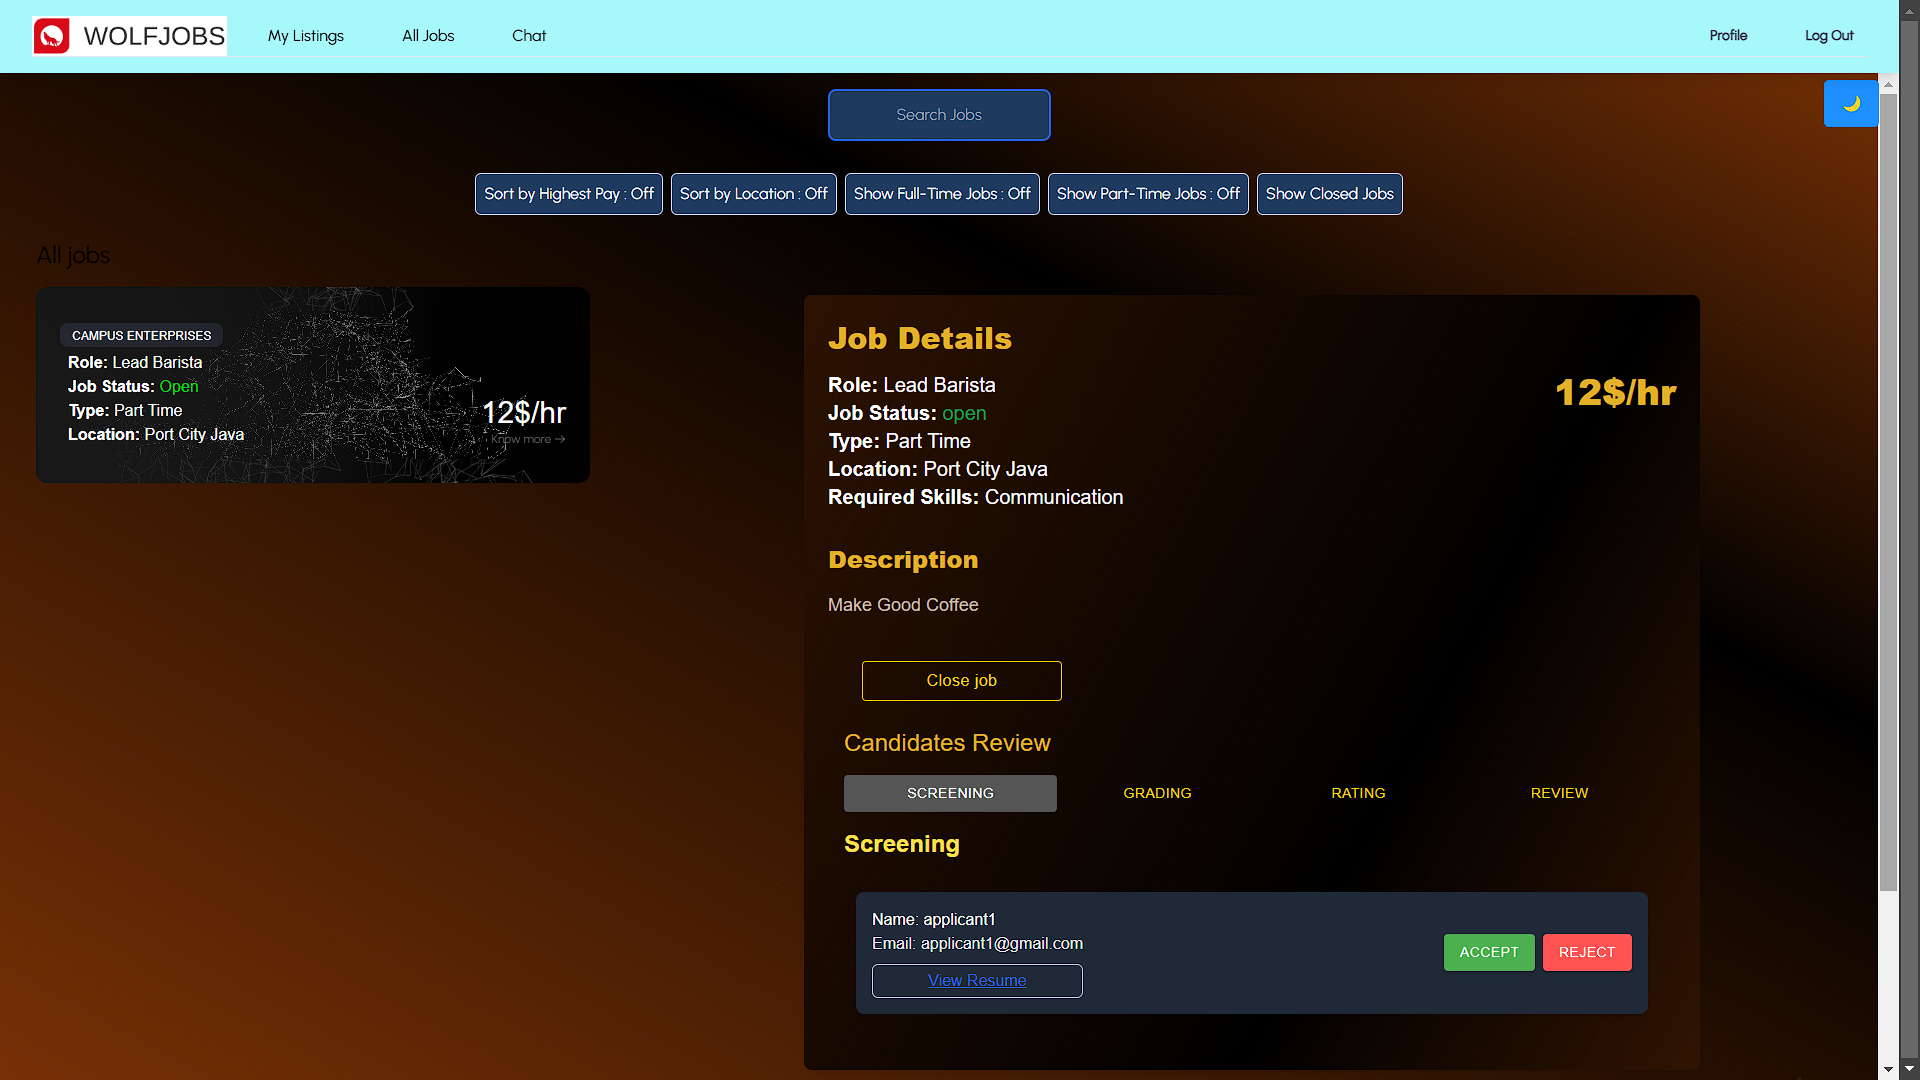 WOLFJOBS
My Listings
All Jobs
Chat
Profile
Log Out
Search Jobs
Sort by Highest Pay : Off
Sort by Location : Off
Show Full-Time Jobs : Off
Show Part-Time Jobs : Off
Show Closed Jobs
All jobs
CAMPUS ENTERPRISES
Role: Lead Barista
Job Status: Open
Type: Part Time
Location: Port City Java
12$/hr
Know more →
Job Details
12$/hr
Role: Lead Barista
Job Status: open
Type: Part Time
Location: Port City Java
Required Skills: Communication
Description
Make Good Coffee
Close job
Candidates Review
SCREENING
GRADING
RATING
REVIEW
Screening
Name: applicant1
Email: applicant1@gmail.com
View Resume
ACCEPT
REJECT